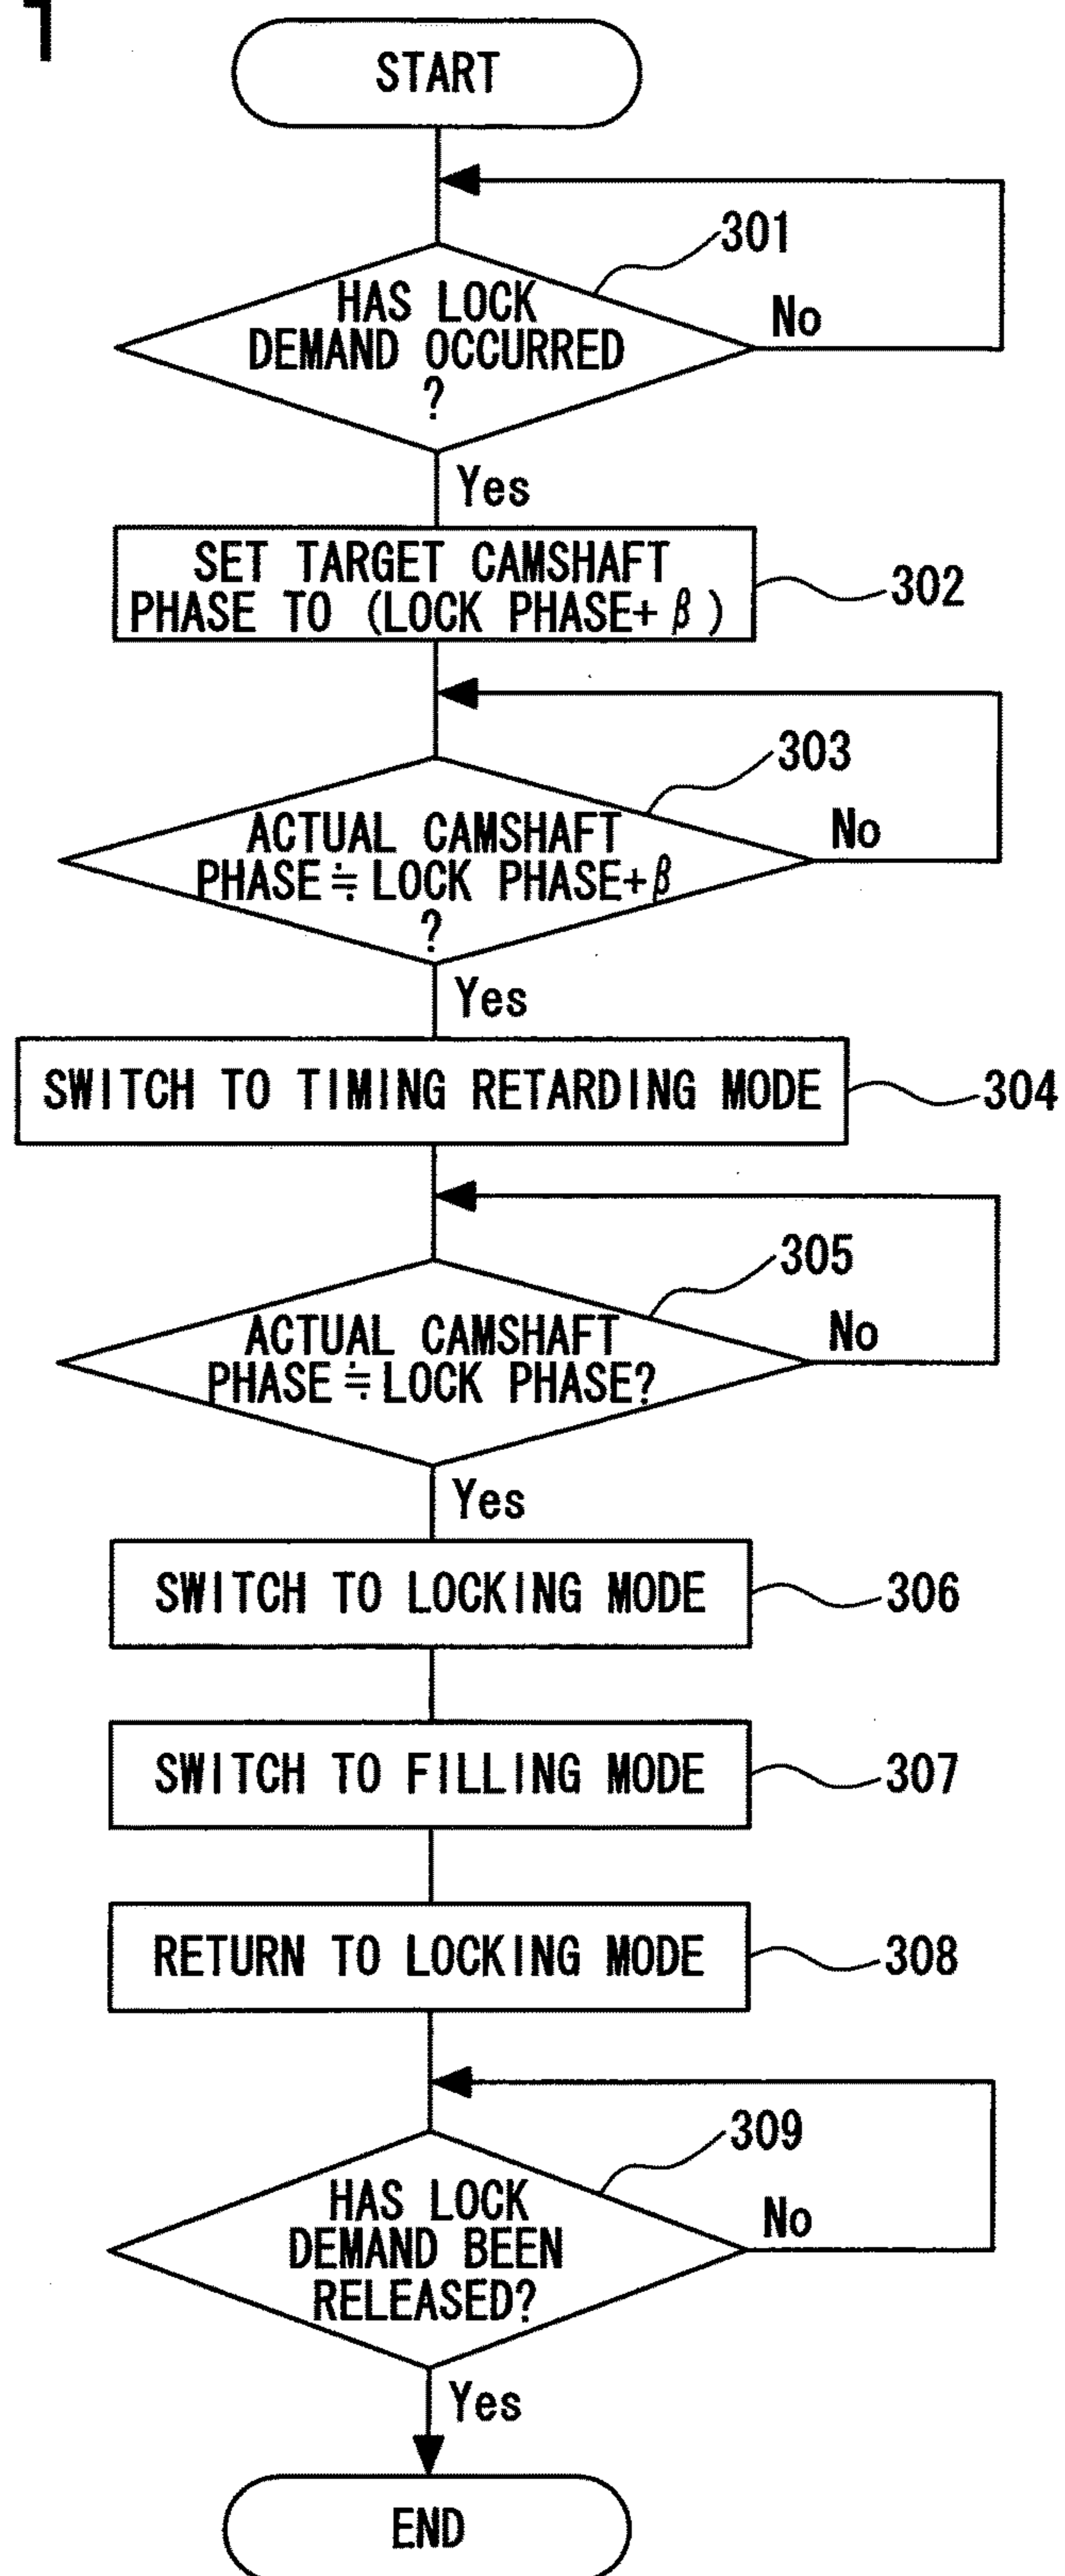 START
301
HAS LOCK
DEMAND OCCURRED
?
No
Yes
SET TARGET CAMSHAFT
PHASE TO (LOCK PHASE+β)
302
303
ACTUAL CAMSHAFT
PHASE≒LOCK PHASE+β
?
No
Yes
SWITCH TO TIMING RETARDING MODE
304
305
ACTUAL CAMSHAFT
PHASE≒LOCK PHASE?
No
Yes
SWITCH TO LOCKING MODE
306
SWITCH TO FILLING MODE
307
RETURN TO LOCKING MODE
308
309
HAS LOCK
DEMAND BEEN
RELEASED?
No
Yes
END